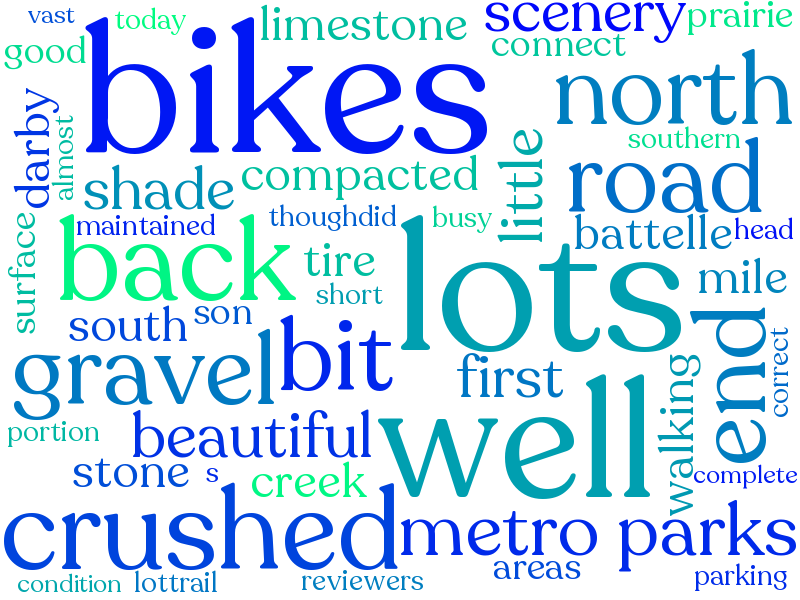 vast
today
limestone
scenery
prairie
good
bikes
connect
north
darby
almost
shade
compacted
little
southern
road
surface
maintained
thoughdid
busy
battelle
head
back
tire
short
lots
mile
south
son
gravel
bit
first
walking
end
correct
portion
beautiful
well
stone
s
creek
complete
crushed
metro parks
condition
lottrail
reviewers
areas
parking